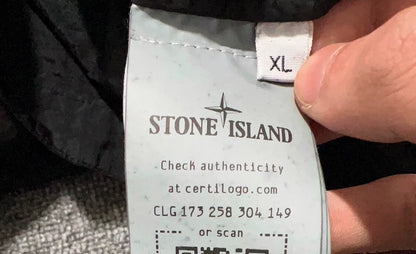 XL
STONE ISLAND
Check authenticity
at certilogo.com
CLG 173 258 304 149
or scan